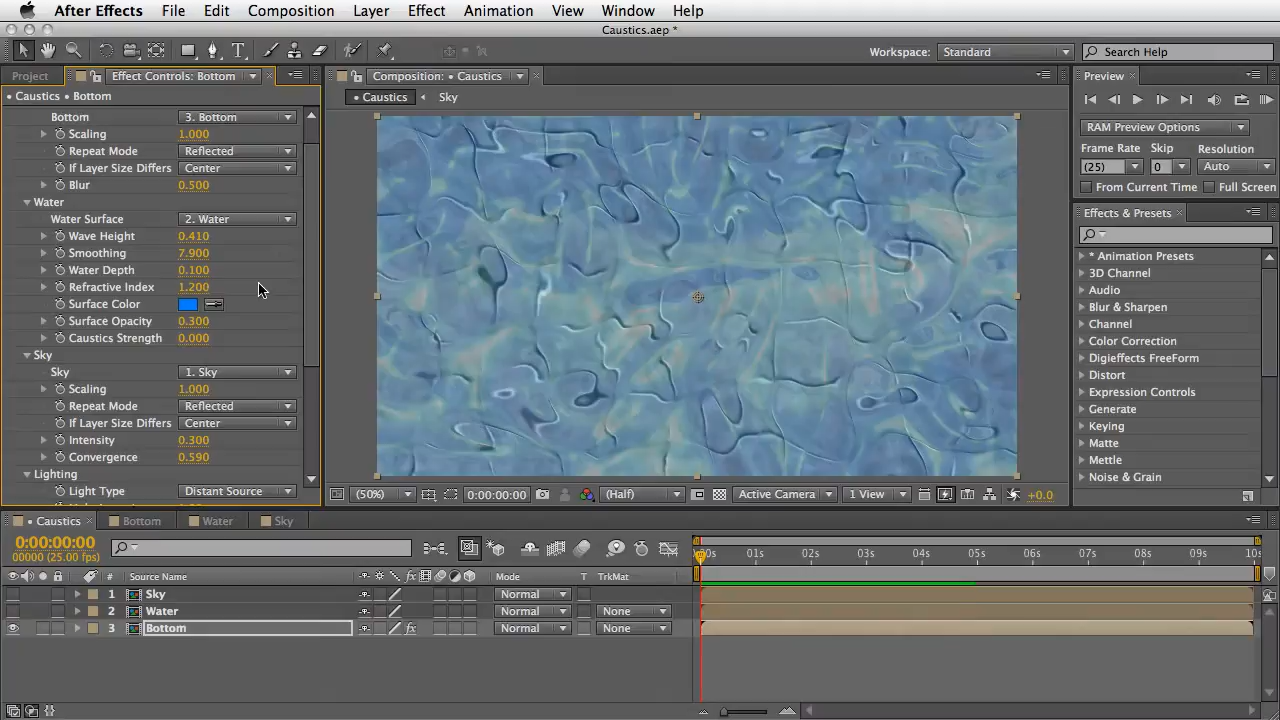 After Effects File Edit Composition Layer Effect Animation View Window Help
Caustics.aep *
Workspace: Standard Search Help
Project Effect Controls: Bottom Composition: • Caustics Preview
• Caustics • Bottom
• Caustics Sky
Bottom 3. Bottom
Scaling 1.000
Repeat Mode Reflected
If Layer Size Differs Center
Blur 0.500
Water
Water Surface 2. Water
Wave Height 0.410
Smoothing 7.900
Water Depth 0.100
Refractive Index 1.200
Surface Color
Surface Opacity 0.300
Caustics Strength 0.000
Sky
Sky 1. Sky
Scaling 1.000
Repeat Mode Reflected
If Layer Size Differs Center
Intensity 0.300
Convergence 0.590
Lighting
Light Type Distant Source
(50%) 0:00:00:00 (Half) Active Camera 1 View +0.0
RAM Preview Options
Frame Rate Skip Resolution
(25) 0 Auto
From Current Time Full Screen
Effects & Presets
* Animation Presets
3D Channel
Audio
Blur & Sharpen
Channel
Color Correction
Digieffects FreeForm
Distort
Expression Controls
Generate
Keying
Matte
Mettle
Noise & Grain
Caustics Bottom Water Sky
0:00:00:00
00000 (25.00 fps)
01s 02s 03s 04s 05s 06s 07s 08s 09s
# Source Name Mode T TrkMat
1 Sky Normal
2 Water Normal None
3 Bottom Normal None